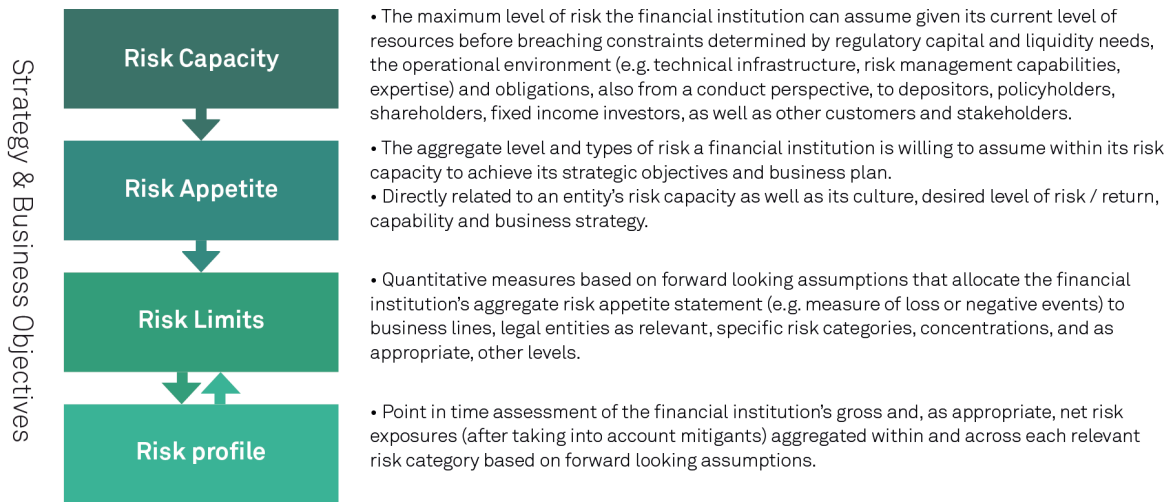 Strategy & Business Objectives
Risk Capacity
• The maximum level of risk the financial institution can assume given its current level of
resources before breaching constraints determined by regulatory capital and liquidity needs,
the operational environment (e.g. technical infrastructure, risk management capabilities,
expertise) and obligations, also from a conduct perspective, to depositors, policyholders,
shareholders, fixed income investors, as well as other customers and stakeholders.
Risk Appetite
• The aggregate level and types of risk a financial institution is willing to assume within its risk
capacity to achieve its strategic objectives and business plan.
• Directly related to an entity's risk capacity as well as its culture, desired level of risk / return,
capability and business strategy.
Risk Limits
• Quantitative measures based on forward looking assumptions that allocate the financial
institution's aggregate risk appetite statement (e.g. measure of loss or negative events) to
business lines, legal entities as relevant, specific risk categories, concentrations, and as
appropriate, other levels.
Risk profile
• Point in time assessment of the financial institution's gross and, as appropriate, net risk
exposures (after taking into account mitigants) aggregated within and across each relevant
risk category based on forward looking assumptions.